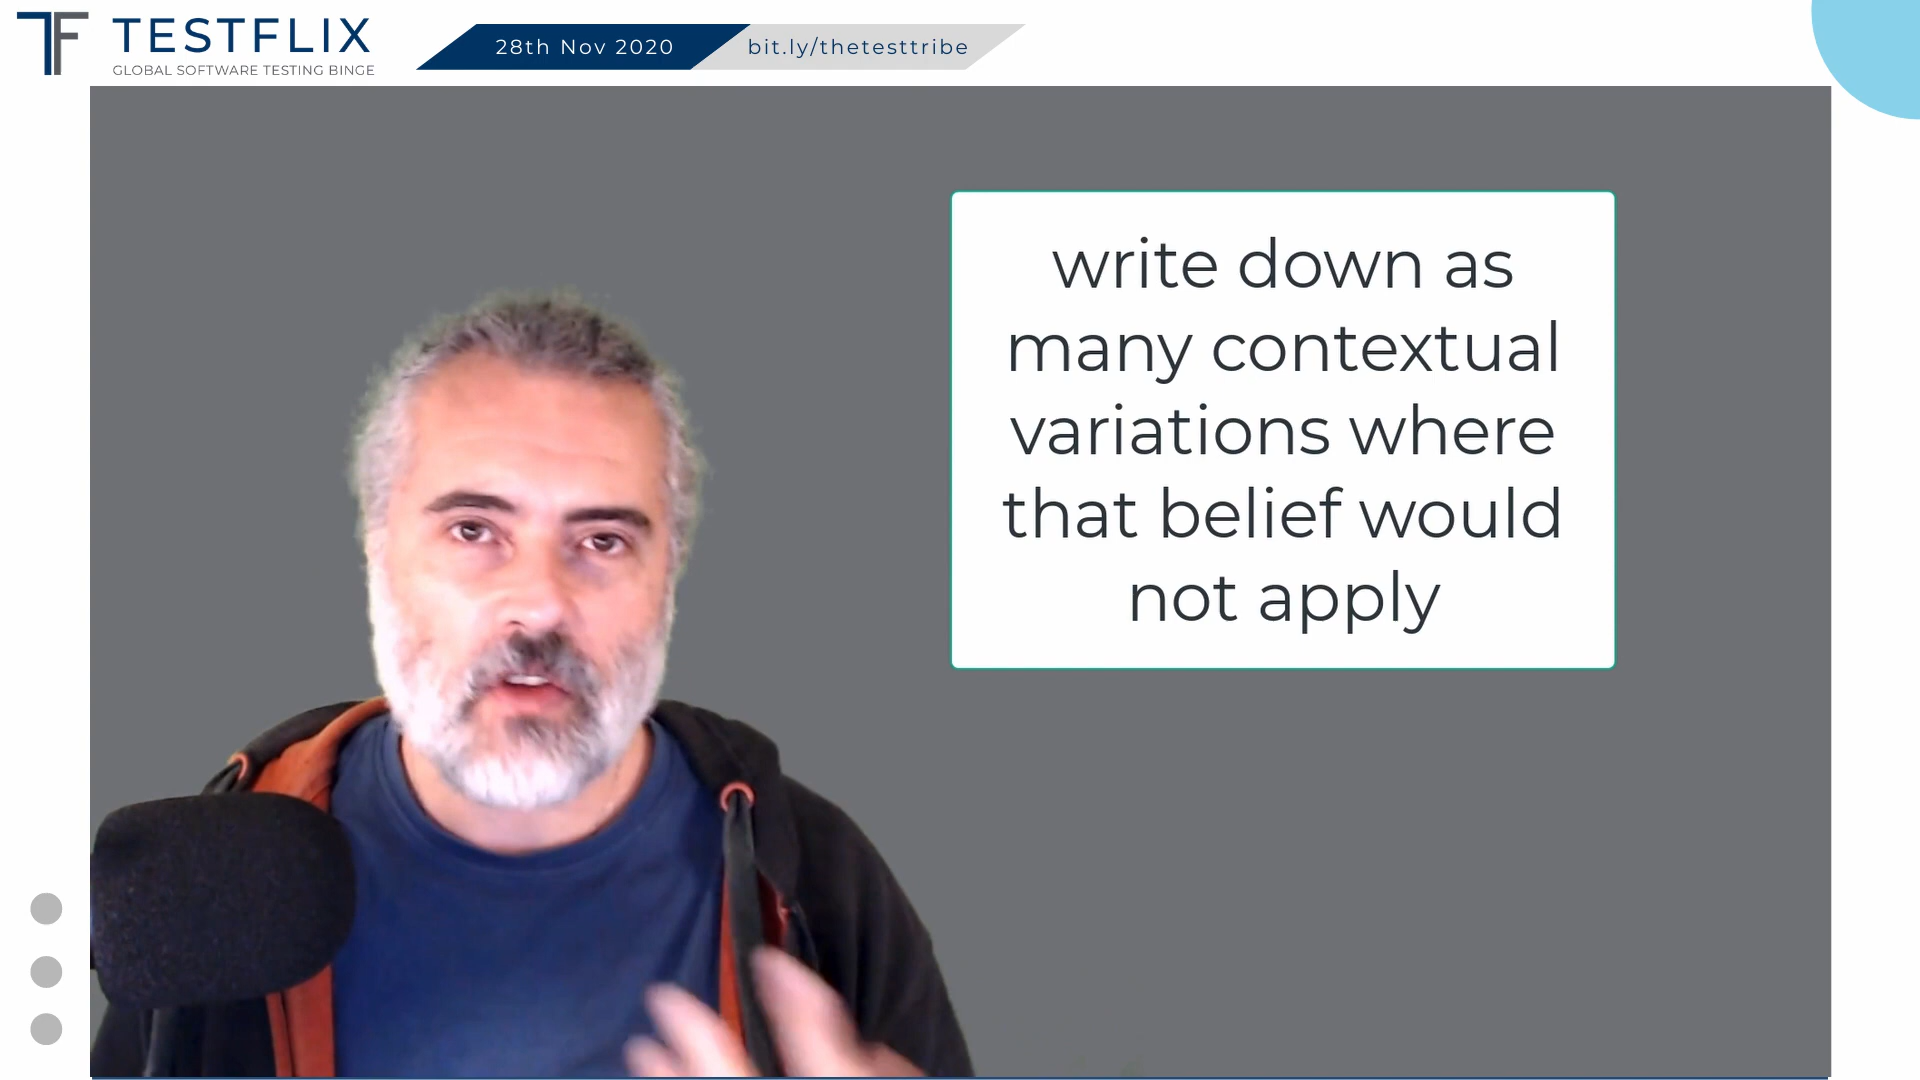 TF TESTFLIX
GLOBAL SOFTWARE TESTING BINGE
28th Nov 2020
bit.ly/thetesttribe
write down as
many contextual
variations where
that belief would
not apply